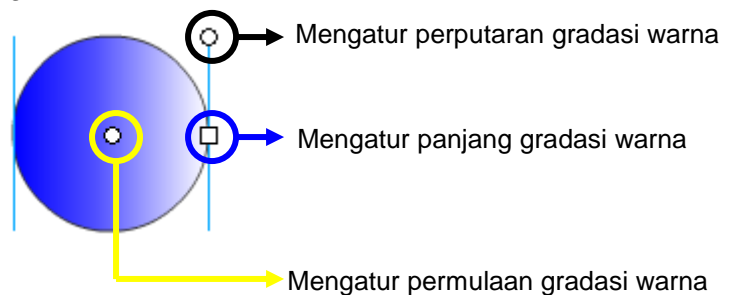 Mengatur perputaran gradasi warna
Mengatur panjang gradasi warna
Mengatur permulaan gradasi warna